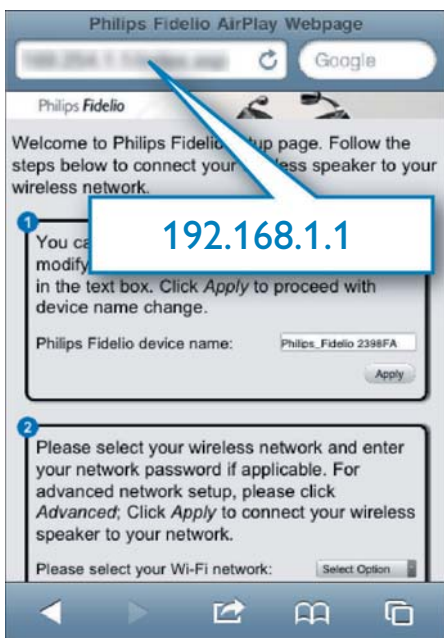 Philips Fidelio AirPlay Webpage
Google
Philips Fidelio
Welcome to Philips Fidelio up page. Follow the
steps below to connect your ess speaker to your
wireless network.
192.168.1.1
1
You ca
modify
in the text box. Click Apply to proceed with
device name change.
Philips Fidelio device name: Philips_Fidelio 2398FA
Apply
2
Please select your wireless network and enter
your network password if applicable. For
advanced network setup, please click
Advanced; Click Apply to connect your wireless
speaker to your network.
Please select your Wi-Fi network: Select Option